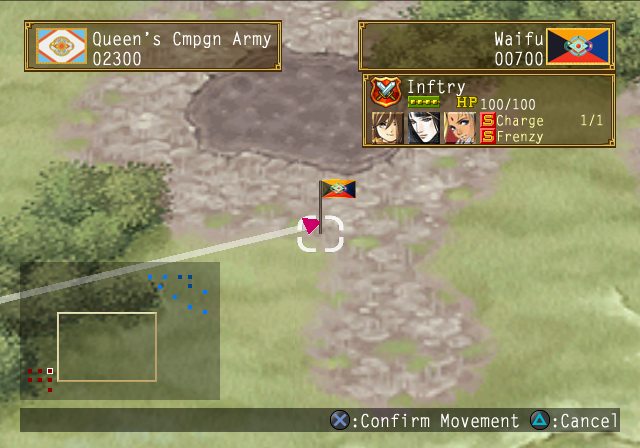 Queen's Cmpgn Army
02300
Waifu
00700
Inftry
HP 100/100
S Charge 1/1
S Frenzy
:Confirm Movement :Cancel